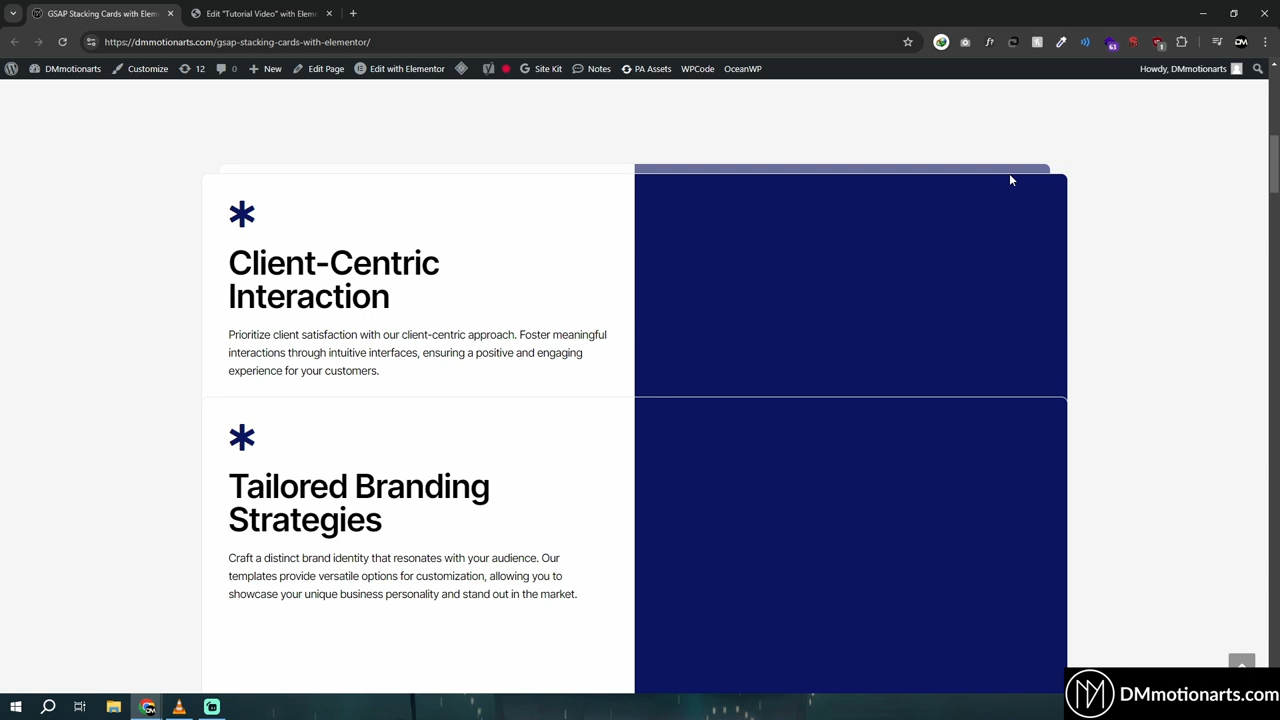 GSAP Stacking Cards with Elem
Edit "Tutorial Video" with Elem
https://dmmotionarts.com/gsap-stacking-cards-with-elementor/
DMmotionarts
Customize
12
0
New
Edit Page
Edit with Elementor
Site Kit
Notes
PA Assets
WPCode
OceanWP
Howdy, DMmotionarts
Client-Centric
Interaction
Prioritize client satisfaction with our client-centric approach. Foster meaningful
interactions through intuitive interfaces, ensuring a positive and engaging
experience for your customers.
Tailored Branding
Strategies
Craft a distinct brand identity that resonates with your audience. Our
templates provide versatile options for customization, allowing you to
showcase your unique business personality and stand out in the market.
DMmotionarts.com